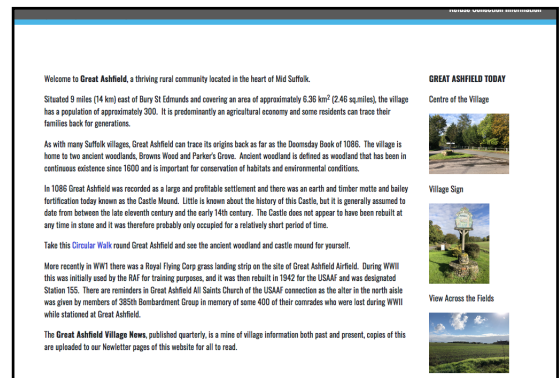 Refuse Collection Information
Welcome to Great Ashfield, a thriving rural community located in the heart of Mid Suffolk.
Situated 9 miles (14 km) east of Bury St Edmunds and covering an area of approximately 6.36 km2 (2.46 sq.miles), the village
has a population of approximately 300. It is predominantly an agricultural economy and some residents can trace their
families back for generations.
As with many Suffolk villages, Great Ashfield can trace its origins back as far as the Doomsday Book of 1086. The village is
home to two ancient woodlands, Browns Wood and Parker's Grove. Ancient woodland is defined as woodland that has been in
continuous existence since 1600 and is important for conservation of habitats and environmental conditions.
In 1086 Great Ashfield was recorded as a large and profitable settlement and there was an earth and timber motte and bailey
fortification today known as the Castle Mound. Little is known about the history of this Castle, but it is generally assumed to
date from between the late eleventh century and the early 14th century. The Castle does not appear to have been rebuilt at
any time in stone and it was therefore probably only occupied for a relatively short period of time.
Take this Circular Walk round Great Ashfield and see the ancient woodland and castle mound for yourself.
More recently in WW1 there was a Royal Flying Corp grass landing strip on the site of Great Ashfield Airfield. During WWII
this was initially used by the RAF for training purposes, and it was then rebuilt in 1942 for the USAAF and was designated
Station 155. There are reminders in Great Ashfield All Saints Church of the USAAF connection as the alter in the north aisle
was given by members of 385th Bombardment Group in memory of some 400 of their comrades who were lost during WWII
while stationed at Great Ashfield.
The Great Ashfield Village News, published quarterly, is a mine of village information both past and present, copies of this
are uploaded to our Newletter pages of this website for all to read.
GREAT ASHFIELD TODAY
Centre of the Village
Village Sign
View Across the Fields